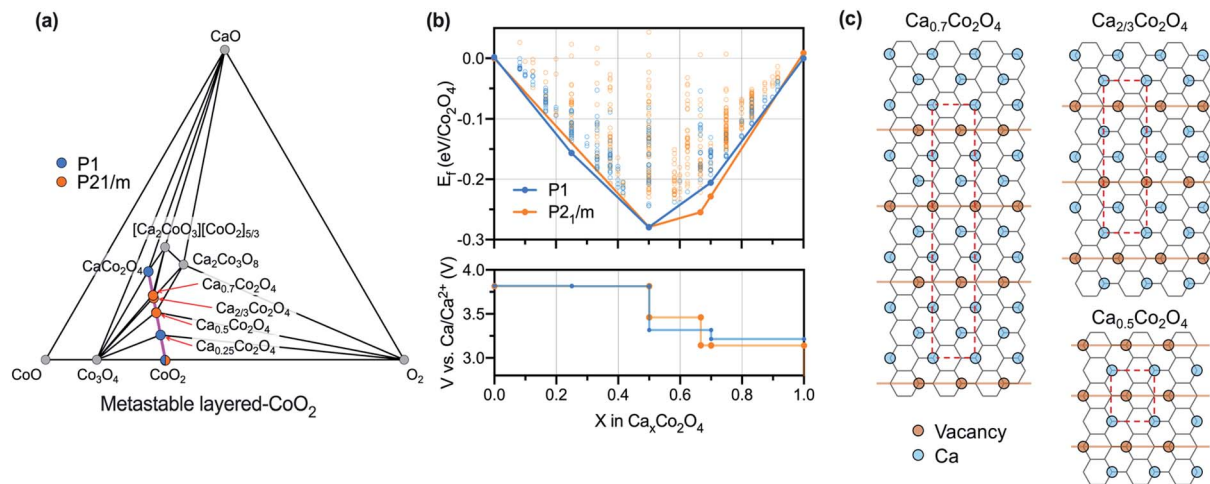 (a)
CaO
P1
P21/m
[Ca₂CoO₃][CoO₂]₅/₃
CaCo₂O₄
Ca₂Co₃O₈
Ca₀.₇Co₂O₄
Ca₂/₃Co₂O₄
Ca₀.₅Co₂O₄
Ca₀.₂₅Co₂O₄
CoO
Co₃O₄
CoO₂
O₂
Metastable layered-CoO₂
(b)
E_f (eV/Co₂O₄)
0.0
-0.1
-0.2
-0.3
P1
P2₁/m
V vs. Ca/Ca²⁺ (V)
4.0
3.5
3.0
0.0 0.2 0.4 0.6 0.8 1.0
X in CaₓCo₂O₄
(c)
Ca₀.₇Co₂O₄
Ca₂/₃Co₂O₄
Ca₀.₅Co₂O₄
Vacancy
Ca